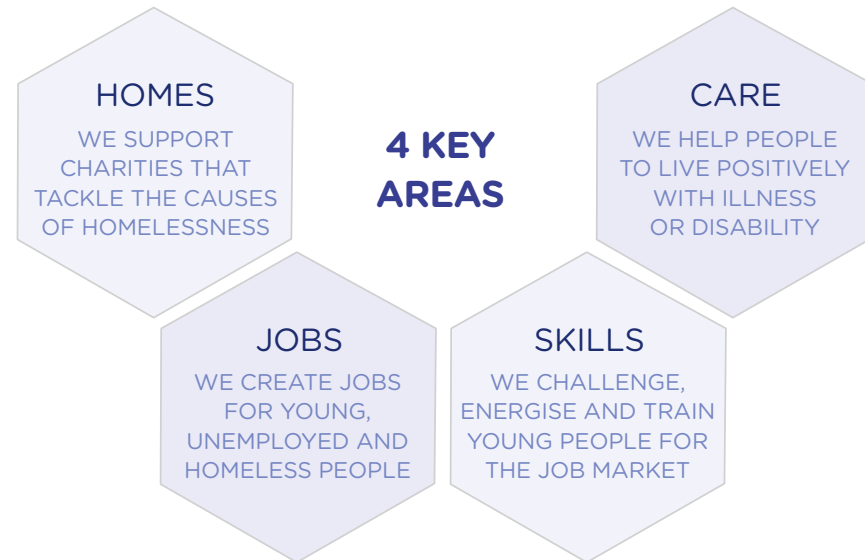 HOMES
WE SUPPORT
CHARITIES THAT
TACKLE THE CAUSES
OF HOMELESSNESS
4 KEY
AREAS
CARE
WE HELP PEOPLE
TO LIVE POSITIVELY
WITH ILLNESS
OR DISABILITY
JOBS
WE CREATE JOBS
FOR YOUNG,
UNEMPLOYED AND
HOMELESS PEOPLE
SKILLS
WE CHALLENGE,
ENERGISE AND TRAIN
YOUNG PEOPLE FOR
THE JOB MARKET